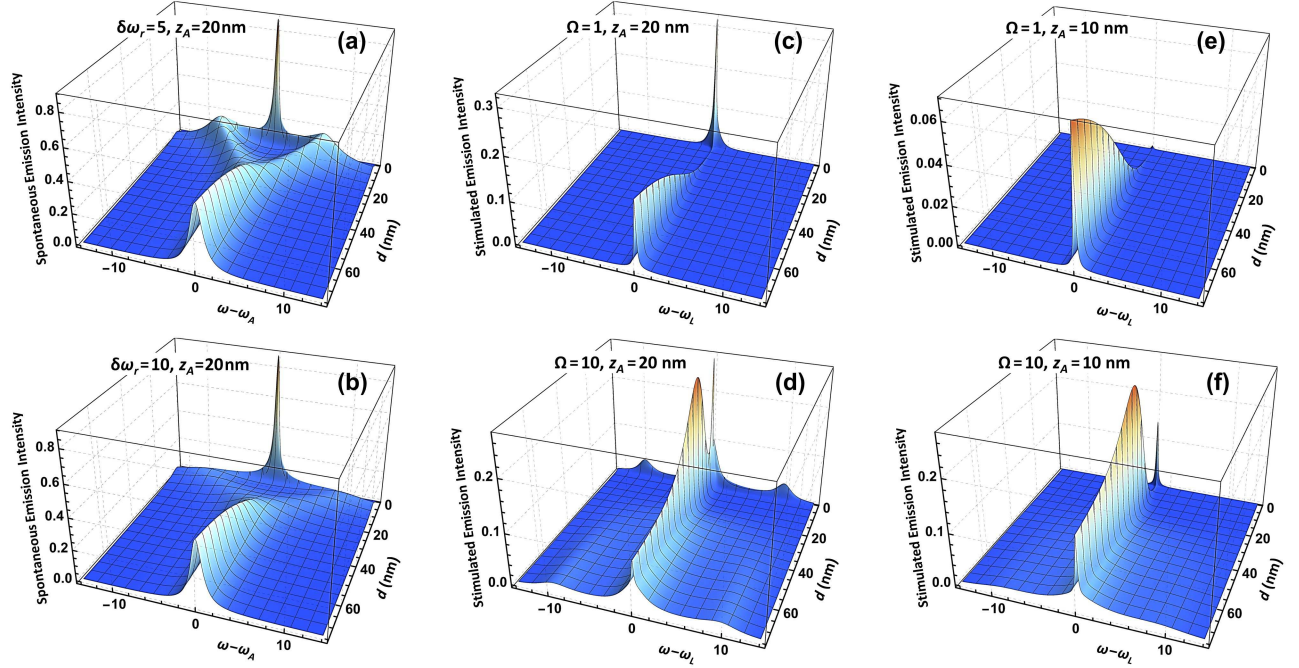 δω_r=5, z_A=20nm
(a)
Spontaneous Emission Intensity
0.8
0.6
0.4
0.2
0.0
−10
0
10
ω−ω_A
0
20
40
60
d (nm)
Ω=1, z_A=20 nm
(c)
Stimulated Emission Intensity
0.3
0.2
0.1
0.0
−10
0
10
ω−ω_L
0
20
40
60
d (nm)
Ω=1, z_A=10 nm
(e)
Stimulated Emission Intensity
0.06
0.04
0.02
0.00
−10
0
10
ω−ω_L
0
20
40
60
d (nm)
δω_r=10, z_A=20nm
(b)
Spontaneous Emission Intensity
0.8
0.6
0.4
0.2
0.0
−10
0
10
ω−ω_A
0
20
40
60
d (nm)
Ω=10, z_A=20 nm
(d)
Stimulated Emission Intensity
0.2
0.1
0.0
−10
0
10
ω−ω_L
0
20
40
60
d (nm)
Ω=10, z_A=10 nm
(f)
Stimulated Emission Intensity
0.2
0.1
0.0
−10
0
10
ω−ω_L
0
20
40
60
d (nm)